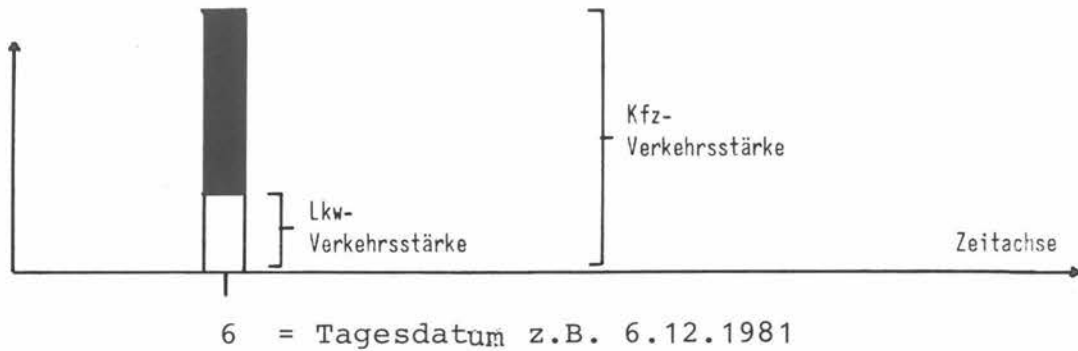 Kfz-
Verkehrsstärke
Lkw-
Verkehrsstärke
Zeitachse
6 = Tagesdatum z.B. 6.12.1981